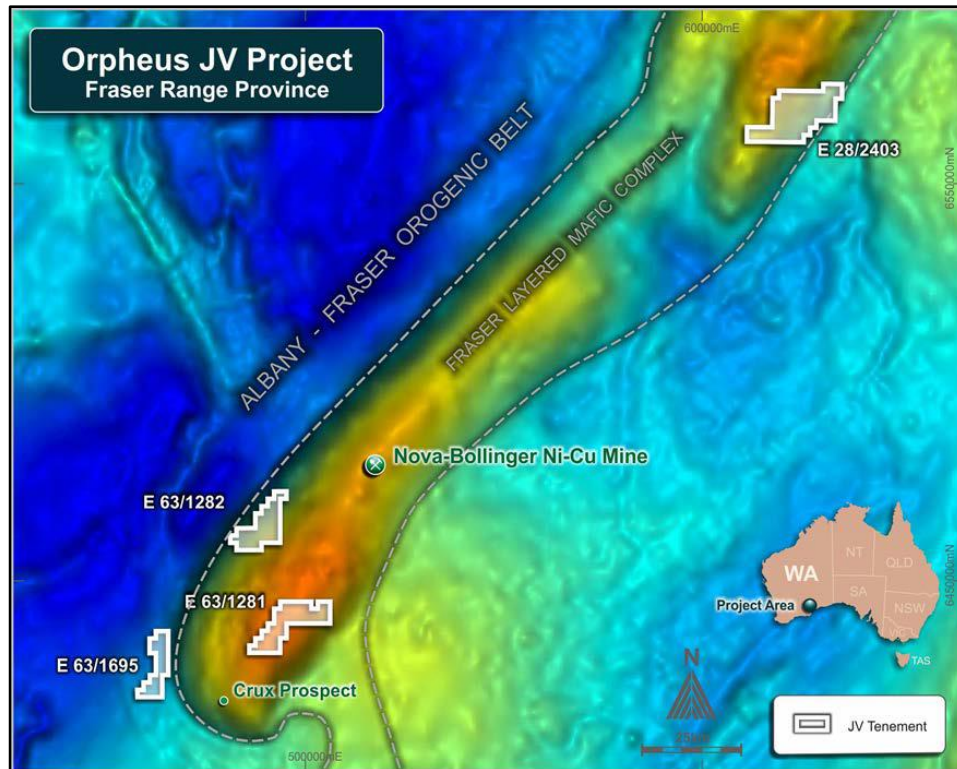 Orpheus JV Project
Fraser Range Province
600000mE
E 28/2403
6550000mN
ALBANY - FRASER OROGENIC BELT
FRASER LAYERED MAFIC COMPLEX
Nova-Bollinger Ni-Cu Mine
E 63/1282
E 63/1281
E 63/1695
Crux Prospect
500000mE
6450000mN
WA
NT
QLD
SA
NSW
TAS
Project Area
N
25km
JV Tenement